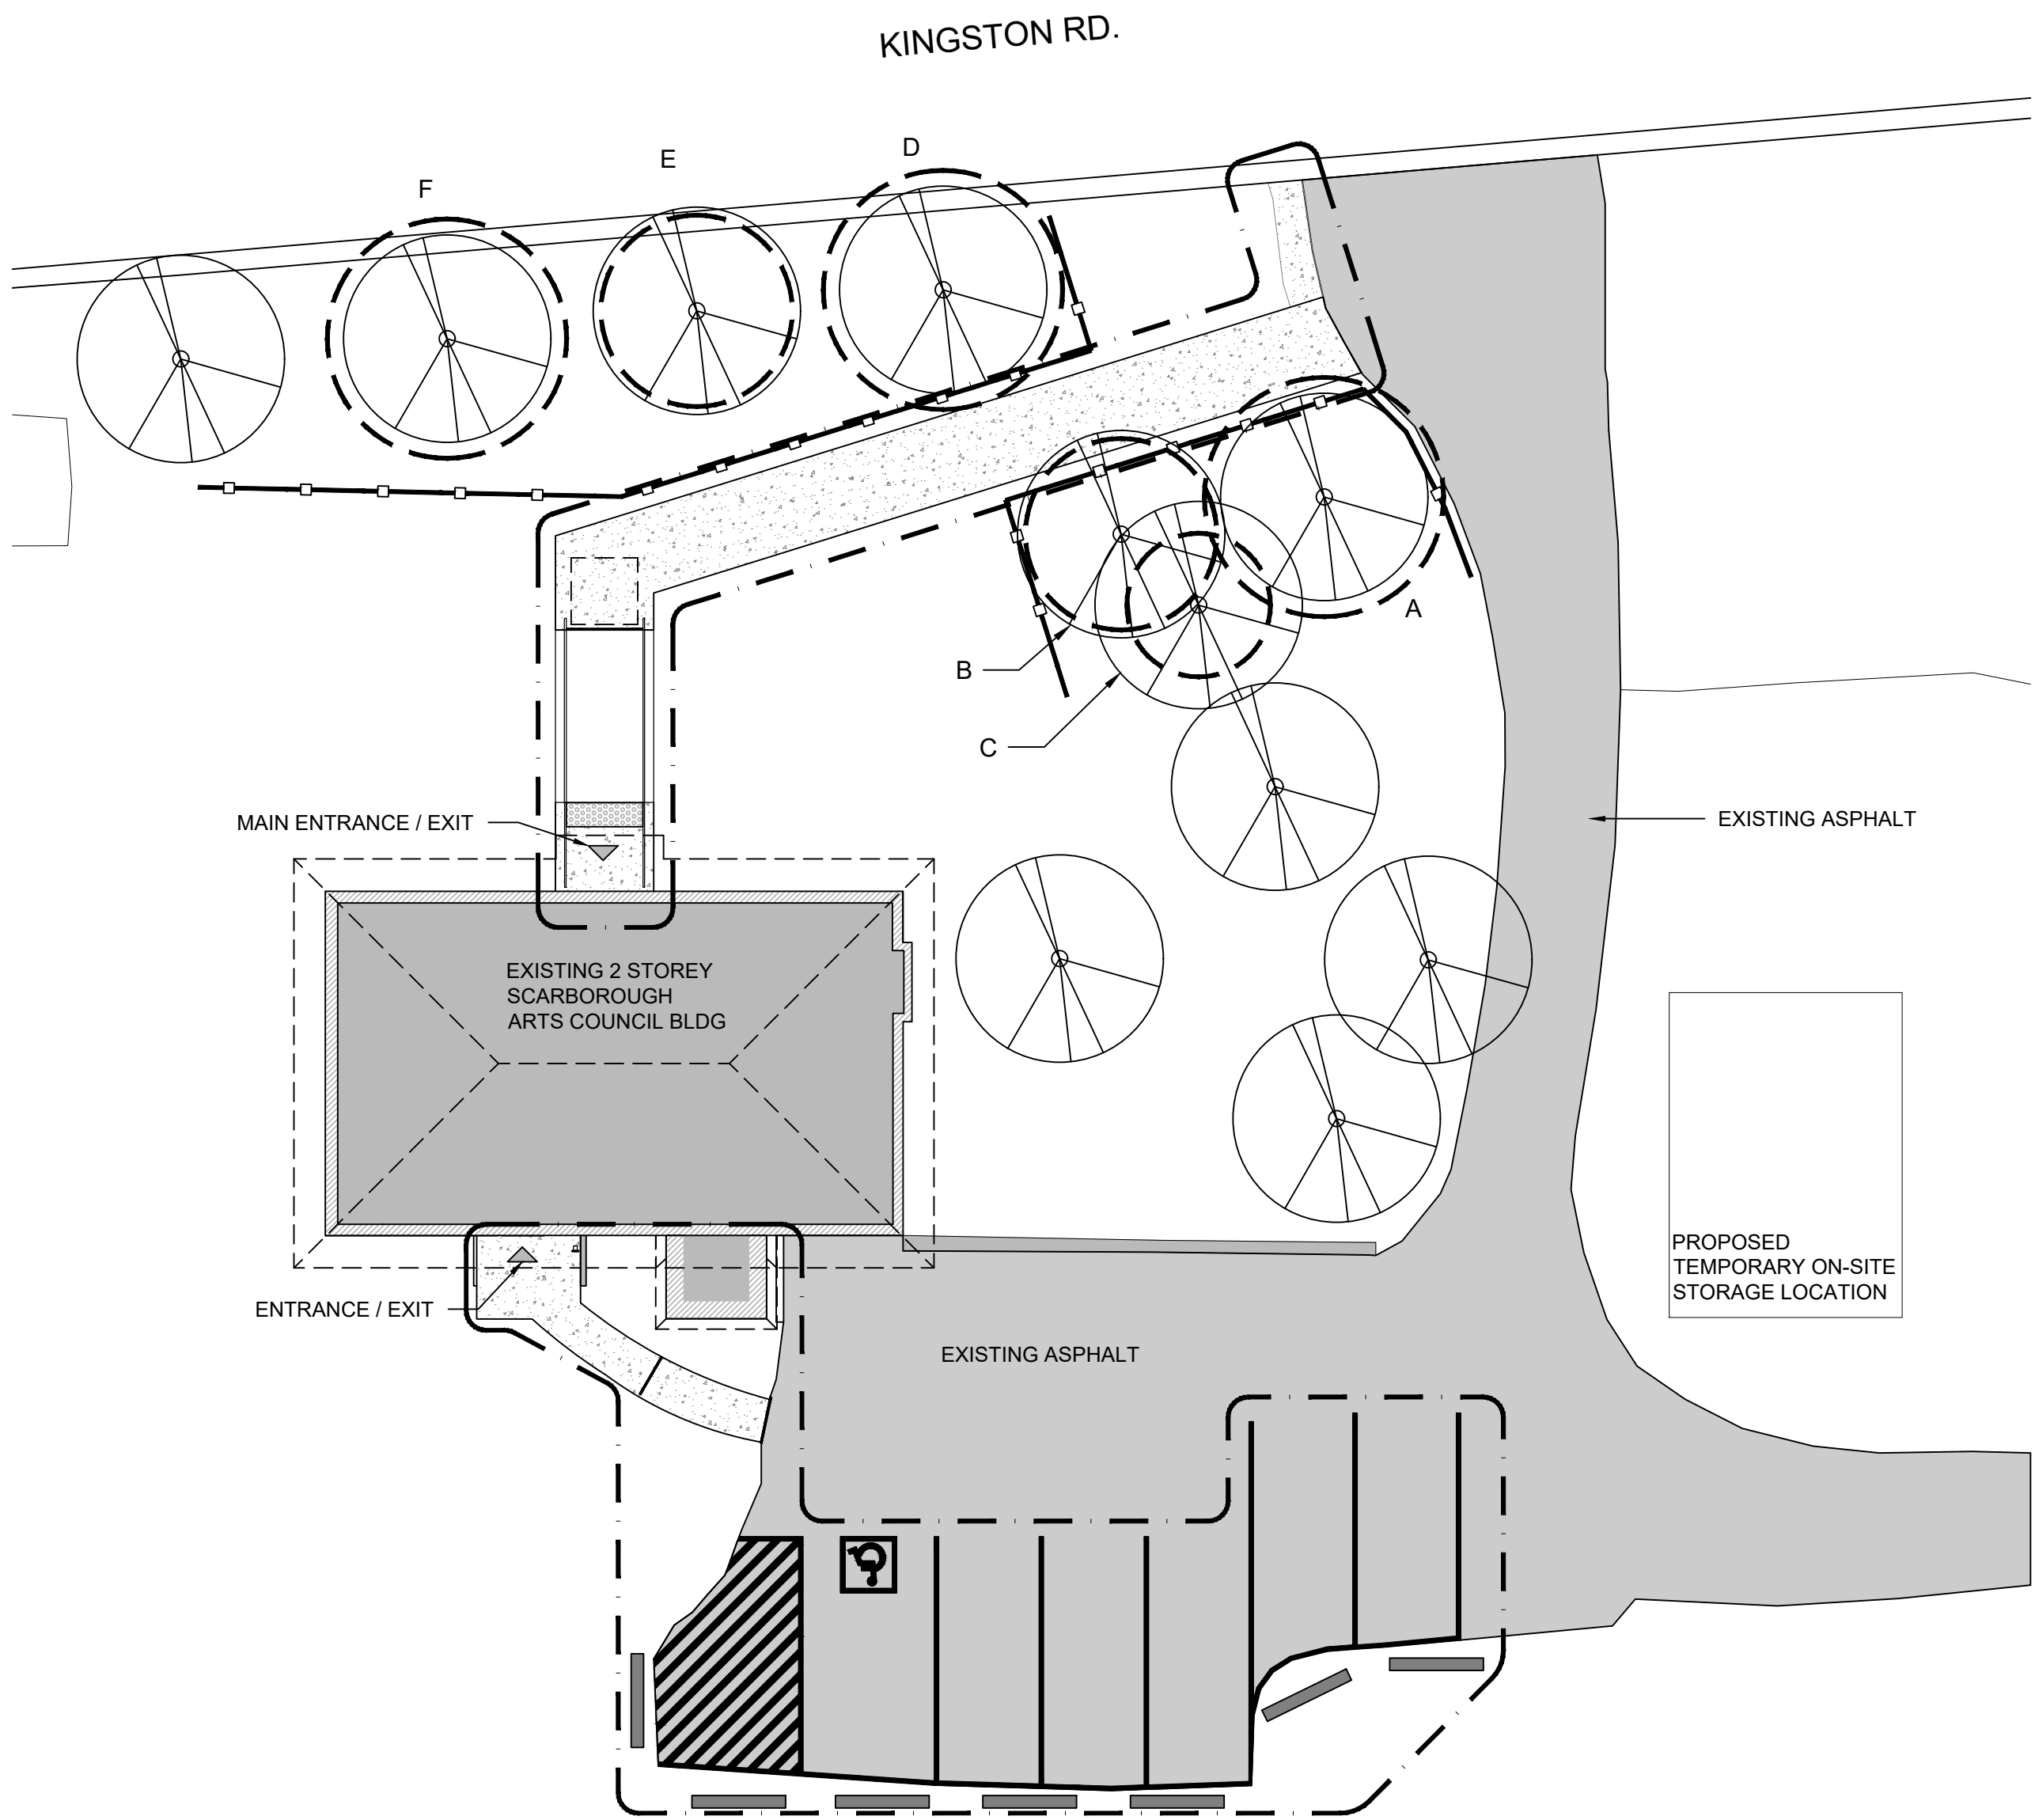 KINGSTON RD.
D
E
F
A
B
C
MAIN ENTRANCE / EXIT
EXISTING ASPHALT
EXISTING 2 STOREY
SCARBOROUGH
ARTS COUNCIL BLDG
PROPOSED
TEMPORARY ON-SITE
STORAGE LOCATION
ENTRANCE / EXIT
EXISTING ASPHALT